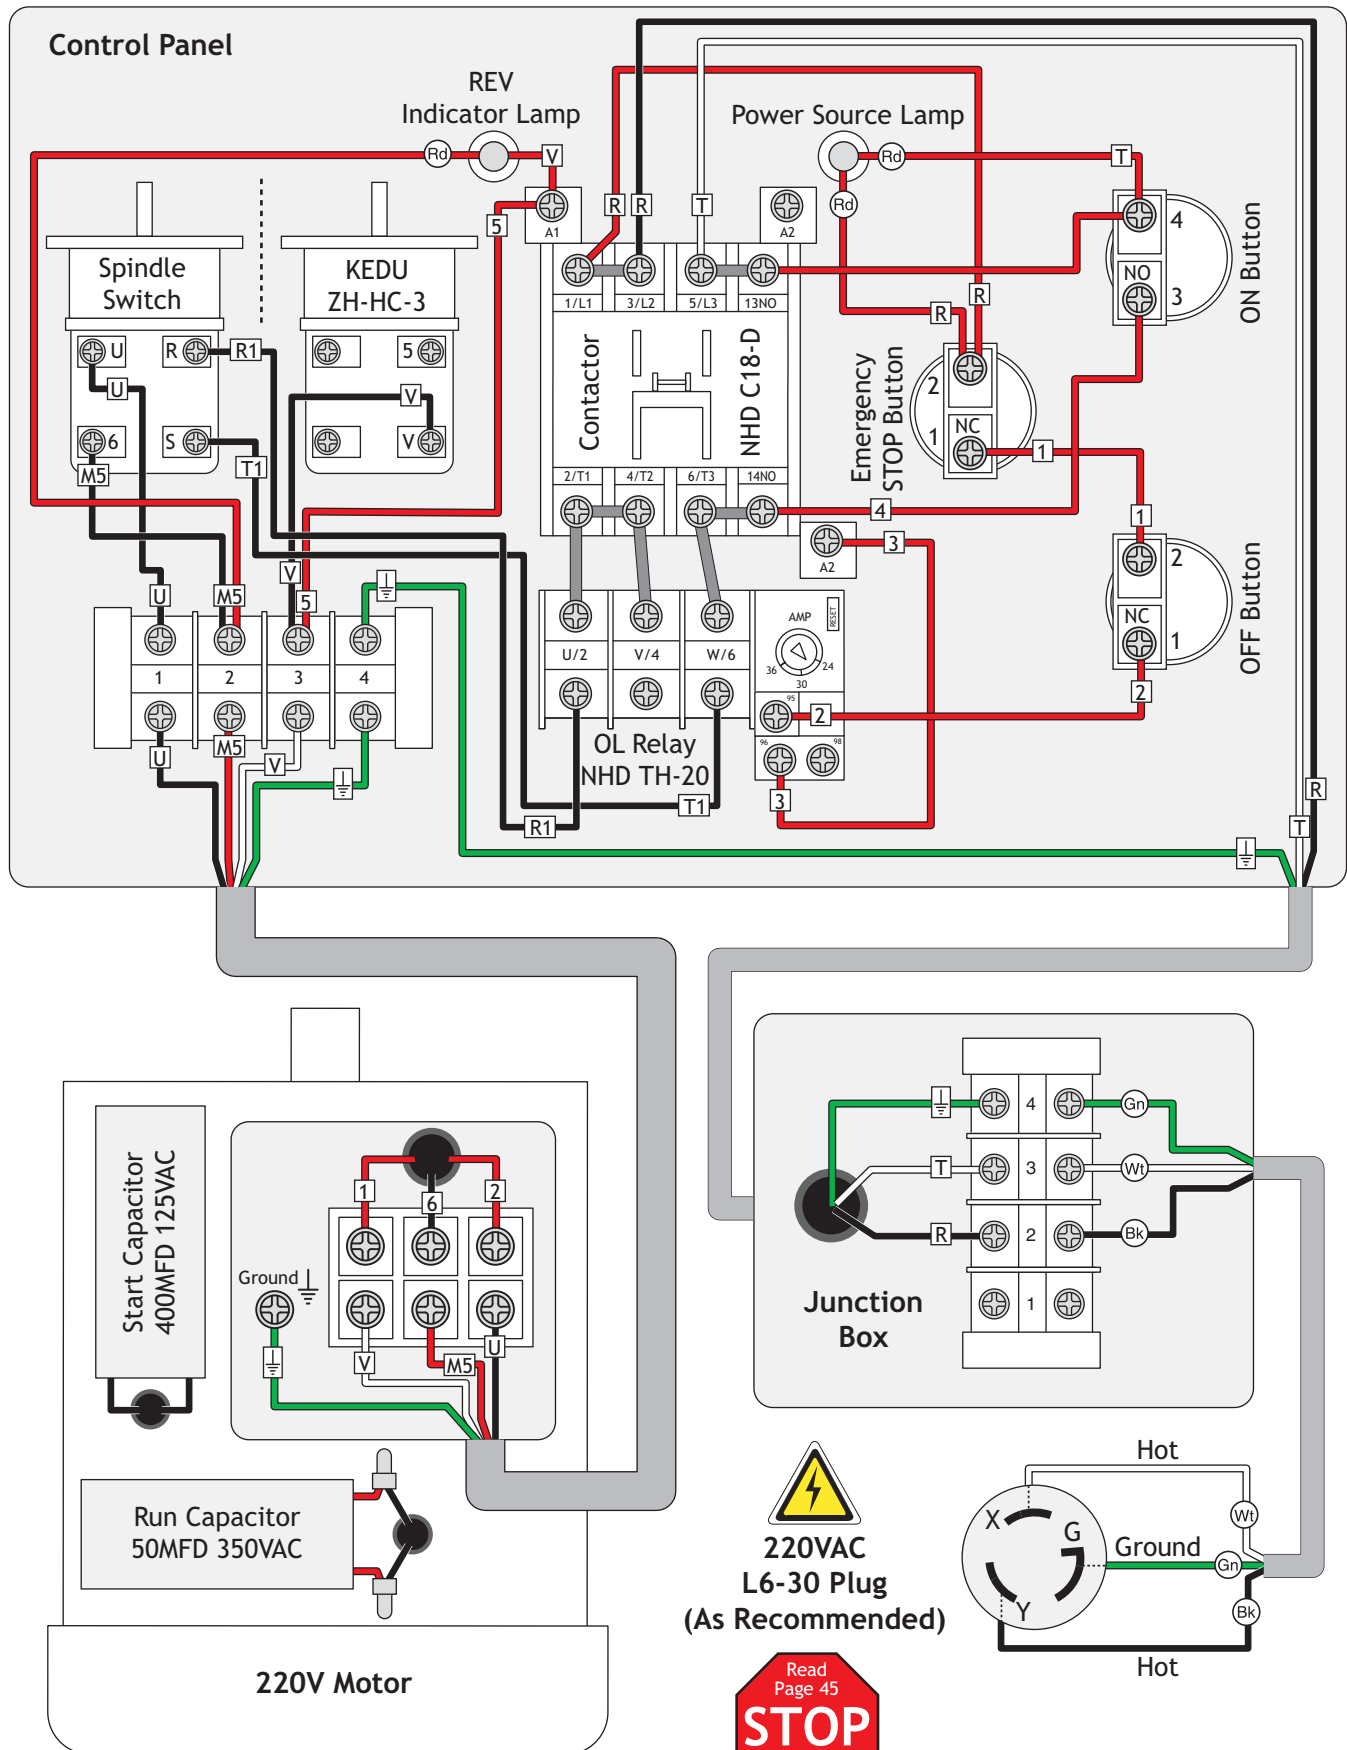 Control Panel
REV
Indicator Lamp
Power Source Lamp
Rd
V
Rd
T
Rd
5
A1
R
R
T
A2
4
NO
3
ON Button
Spindle
Switch
KEDU
ZH-HC-3
1/L1
3/L2
5/L3
13NO
R
R
U
R
R1
5
U
V
Contactor
NHD C18-D
2
NC
1
Emergency
STOP Button
6
S
V
M5
T1
2/T1
4/T2
6/T3
14NO
1
4
1
3
A2
2
NC
1
OFF Button
V
U
M5
5
AMP
RESET
36
24
30
1
2
3
4
U/2
V/4
W/6
95
2
2
96
98
U
M5
V
OL Relay
NHD TH-20
3
T1
R1
R
T
Start Capacitor
400MFD 125VAC
1
6
2
Ground
V
M5
U
4
Gn
T
3
Wt
R
2
Bk
1
Junction
Box
Run Capacitor
50MFD 350VAC
220V Motor
220VAC
L6-30 Plug
(As Recommended)
Hot
X
G
Y
Wt
Ground
Gn
Bk
Hot
Read
Page 45
STOP